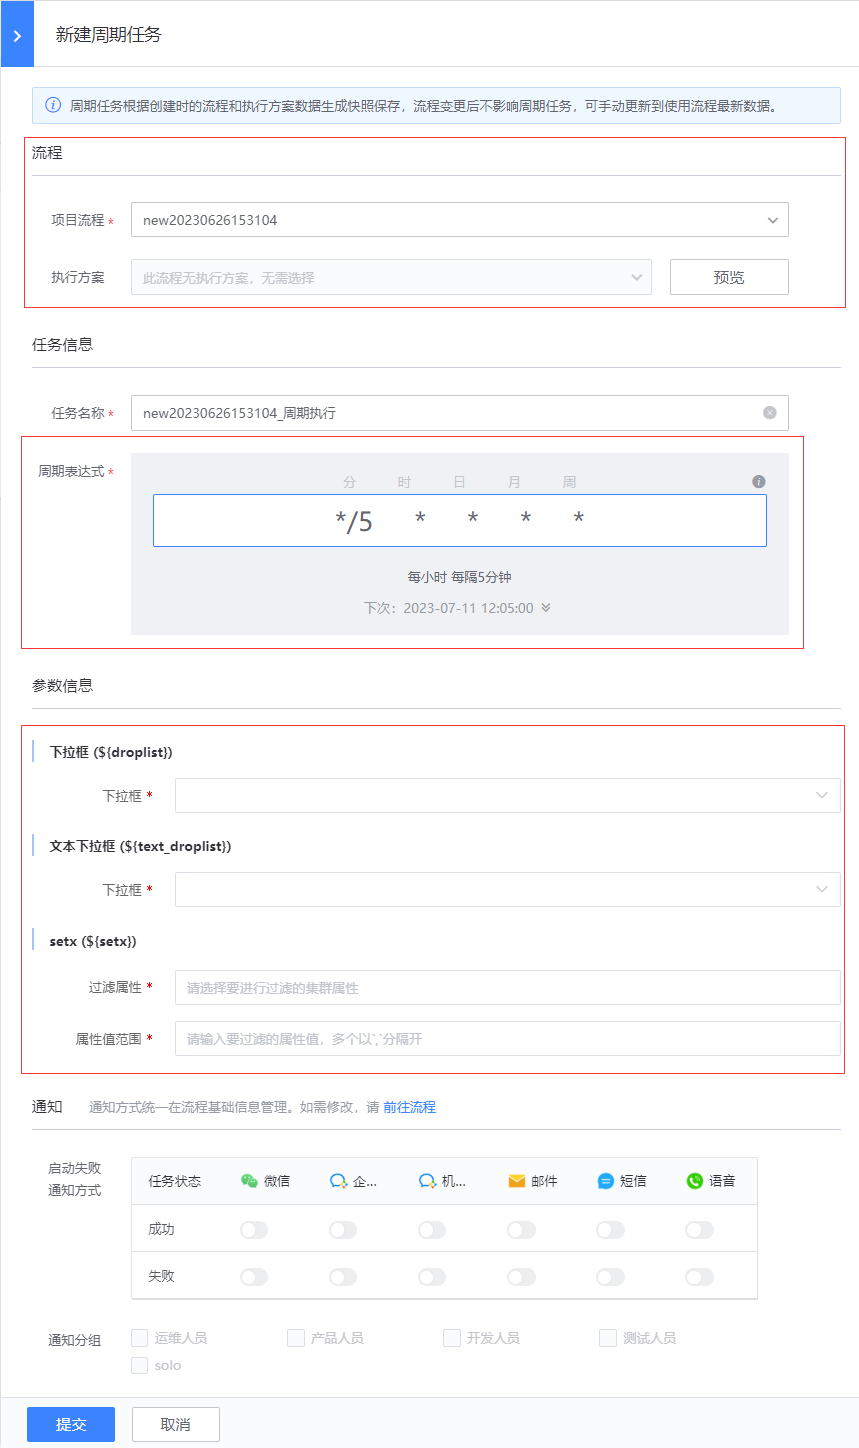 新建周期任务
周期任务根据创建时的流程和执行方案数据生成快照保存，流程变更后不影响周期任务，可手动更新到使用流程最新数据。
流程
项目流程 * new20230626153104
执行方案 此流程无执行方案，无需选择 预览
任务信息
任务名称 * new20230626153104_周期执行
周期表达式 *
分 时 日 月 周
*/5 * * * *
每小时 每隔5分钟
下次：2023-07-11 12:05:00
参数信息
下拉框 (${droplist})
下拉框 *
文本下拉框 (${text_droplist})
下拉框 *
setx (${setx})
过滤属性 * 请选择要进行过滤的集群属性
属性值范围 * 请输入要过滤的属性值，多个以`,`分隔开
通知 通知方式统一在流程基础信息管理。如需修改，请 前往流程
启动失败
通知方式
任务状态 微信 企... 机... 邮件 短信 语音
成功
失败
通知分组 运维人员 产品人员 开发人员 测试人员
solo
提交 取消